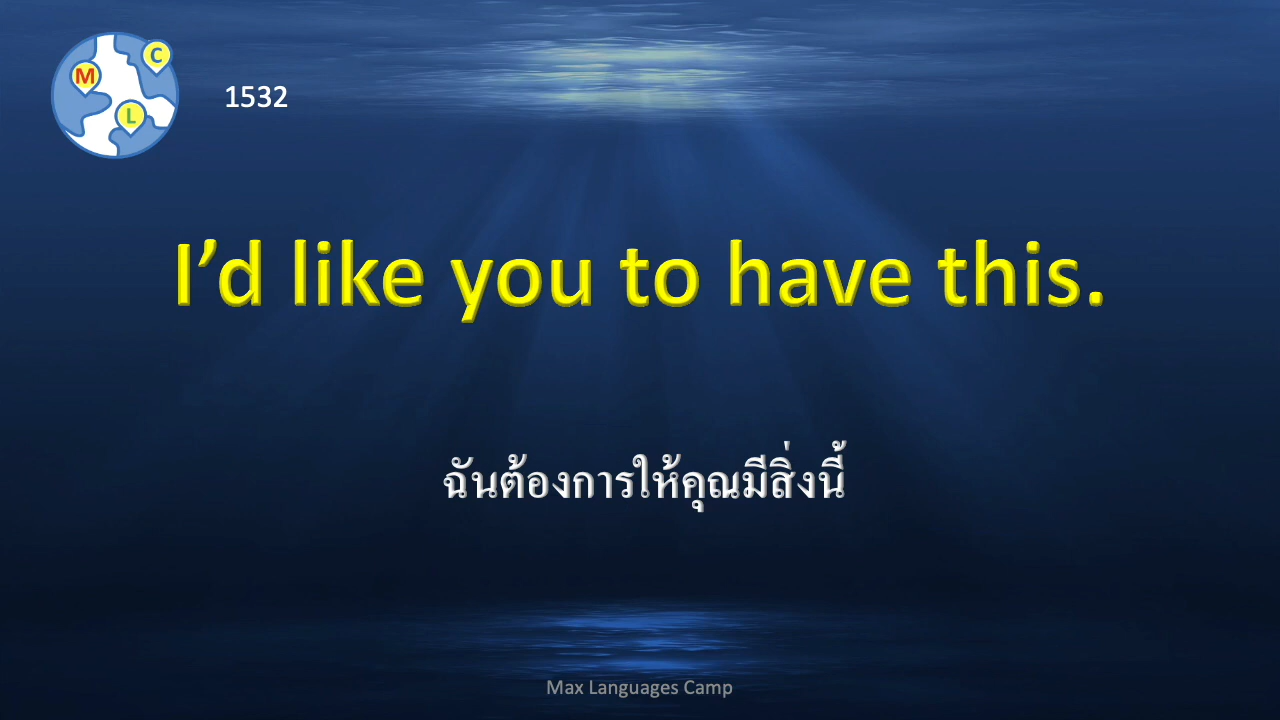 C
M
L
1532
I’d like you to have this.
ฉันต้องการให้คุณมีสิ่งนี้
Max Languages Camp